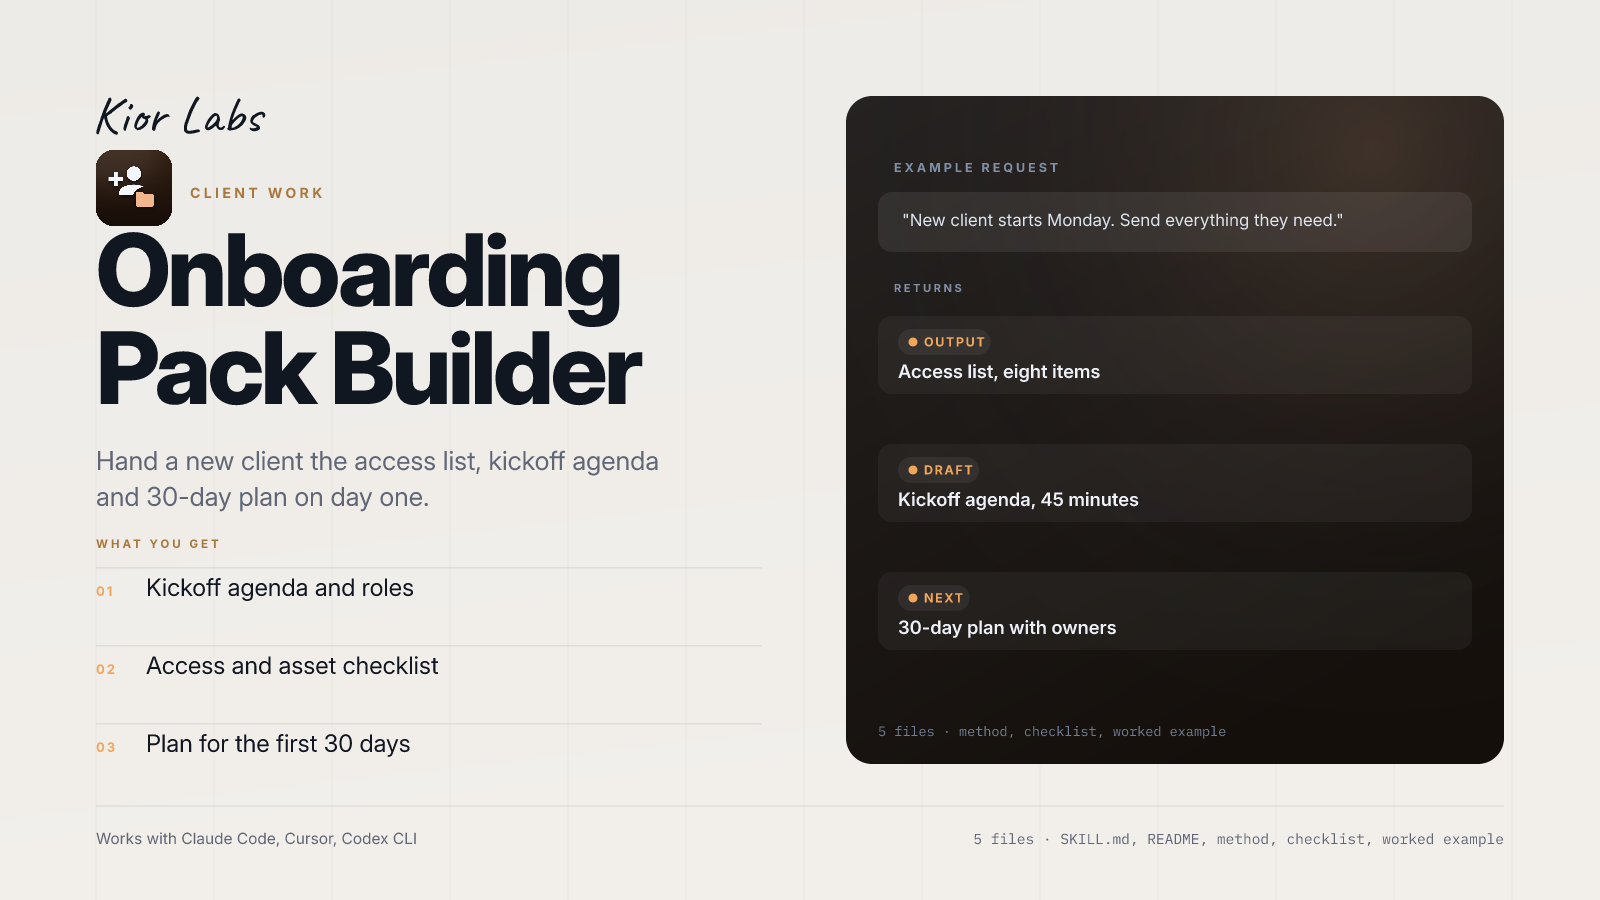 Kior Labs
CLIENT WORK
Onboarding
Pack Builder
Hand a new client the access list, kickoff agenda
and 30-day plan on day one.
WHAT YOU GET
01 Kickoff agenda and roles
02 Access and asset checklist
03 Plan for the first 30 days
EXAMPLE REQUEST
"New client starts Monday. Send everything they need."
RETURNS
OUTPUT
Access list, eight items
DRAFT
Kickoff agenda, 45 minutes
NEXT
30-day plan with owners
5 files · method, checklist, worked example
Works with Claude Code, Cursor, Codex CLI
5 files · SKILL.md, README, method, checklist, worked example